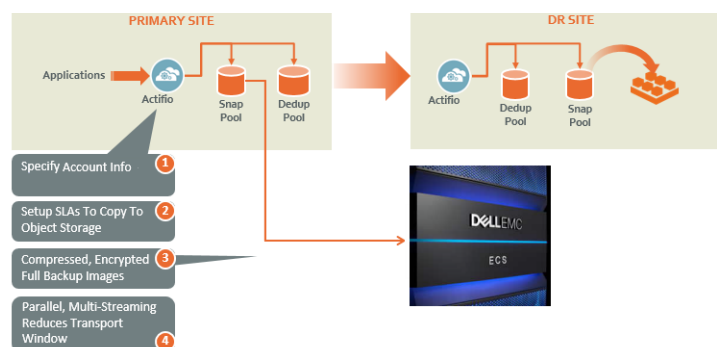 PRIMARY SITE
DR SITE
Applications
Actifio
Snap
Pool
Dedup
Pool
Actifio
Dedup
Pool
Snap
Pool
Specify Account Info
1
Setup SLAs To Copy To
Object Storage
2
Compressed, Encrypted
Full Backup Images
3
Parallel, Multi-Streaming
Reduces Transport
Window
4
DELLEMC
ECS